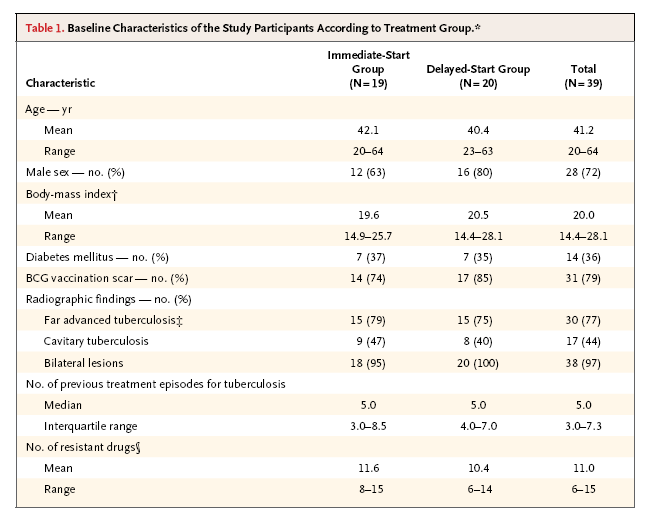 Table 1. Baseline Characteristics of the Study Participants According to Treatment Group.*
Characteristic Immediate-Start Group (N=19) Delayed-Start Group (N=20) Total (N=39)
Age — yr
Mean 42.1 40.4 41.2
Range 20–64 23–63 20–64
Male sex — no. (%) 12 (63) 16 (80) 28 (72)
Body-mass index†
Mean 19.6 20.5 20.0
Range 14.9–25.7 14.4–28.1 14.4–28.1
Diabetes mellitus — no. (%) 7 (37) 7 (35) 14 (36)
BCG vaccination scar — no. (%) 14 (74) 17 (85) 31 (79)
Radiographic findings — no. (%)
Far advanced tuberculosis‡ 15 (79) 15 (75) 30 (77)
Cavitary tuberculosis 9 (47) 8 (40) 17 (44)
Bilateral lesions 18 (95) 20 (100) 38 (97)
No. of previous treatment episodes for tuberculosis
Median 5.0 5.0 5.0
Interquartile range 3.0–8.5 4.0–7.0 3.0–7.3
No. of resistant drugs§
Mean 11.6 10.4 11.0
Range 8–15 6–14 6–15